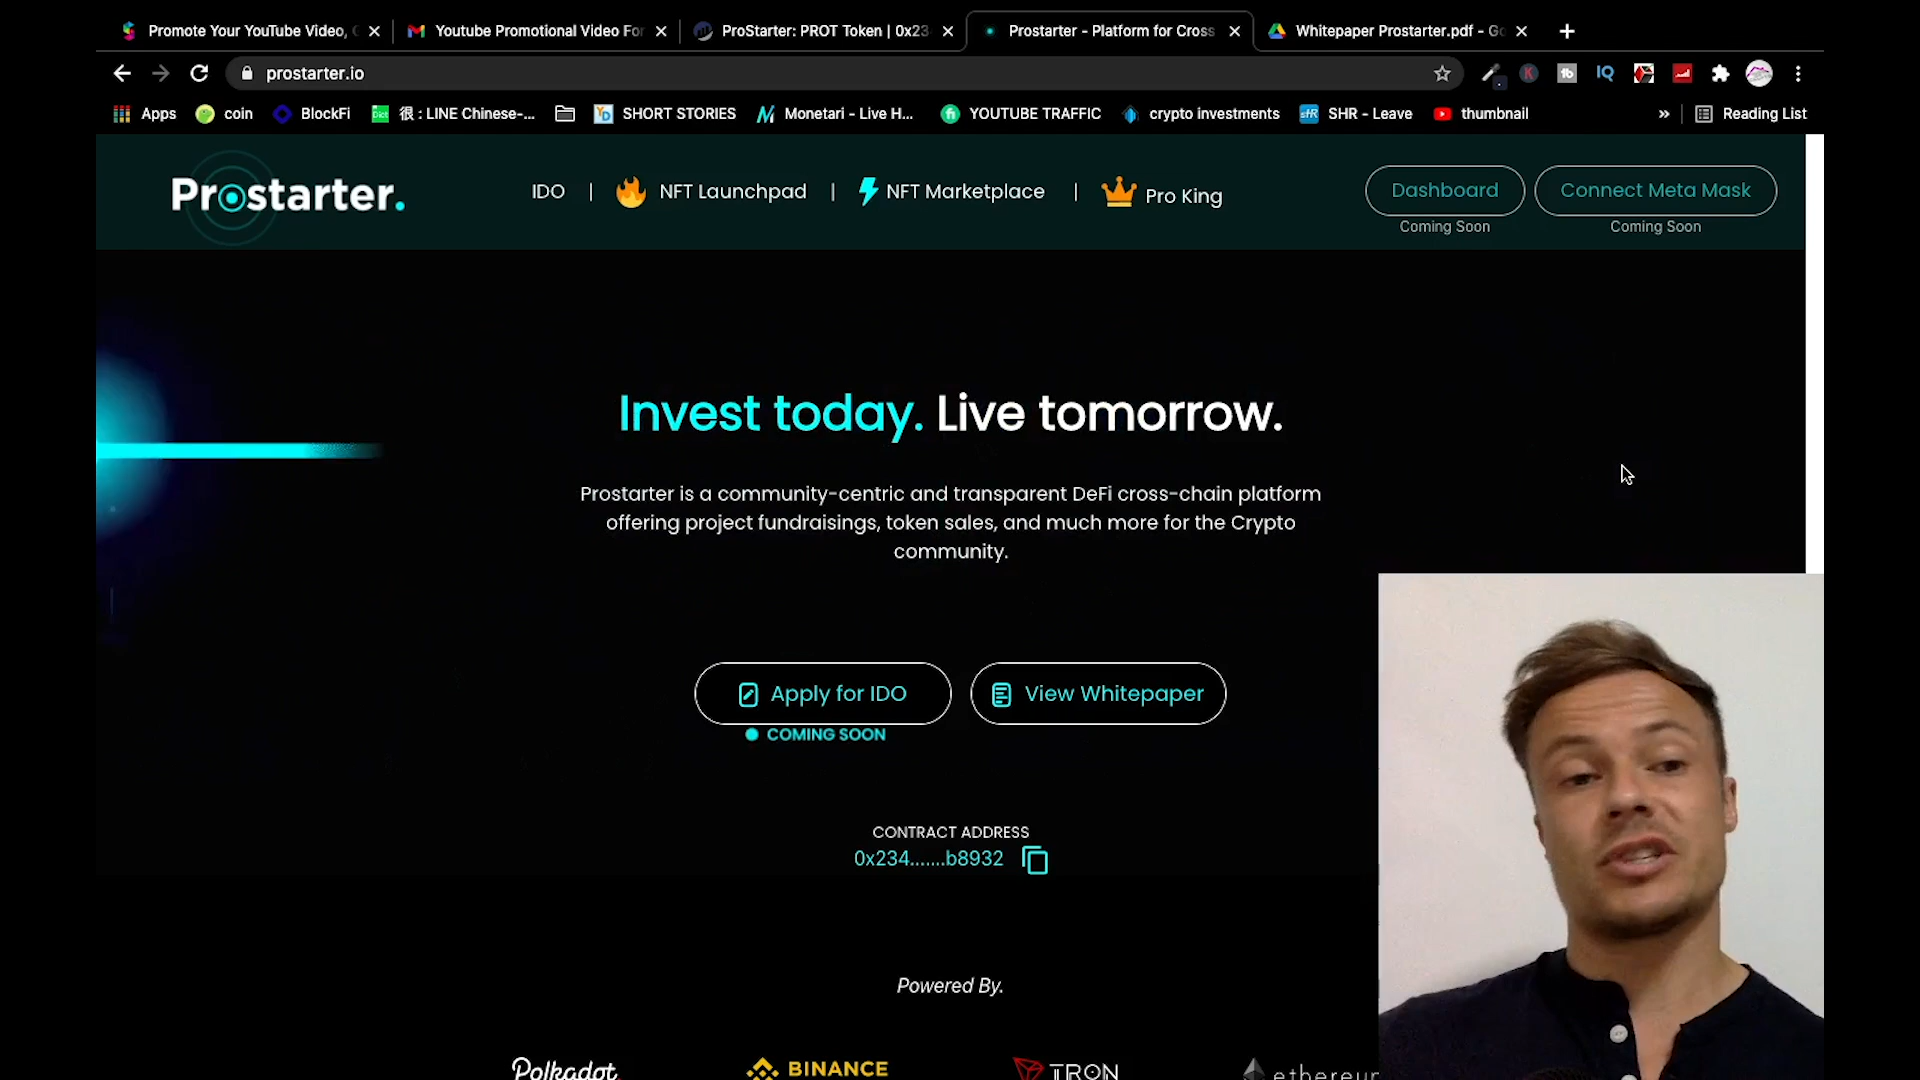 Promote Your YouTube Video,
Youtube Promotional Video For
ProStarter: PROT Token | 0x23
Prostarter - Platform for Cross
Whitepaper Prostarter.pdf - Go
prostarter.io
Apps
coin
BlockFi
很 : LINE Chinese-...
SHORT STORIES
Monetari - Live H...
YOUTUBE TRAFFIC
crypto investments
SHR - Leave
thumbnail
»
Reading List
Prostarter.
IDO | NFT Launchpad | NFT Marketplace | Pro King
Dashboard
Coming Soon
Connect Meta Mask
Coming Soon
Invest today. Live tomorrow.
Prostarter is a community-centric and transparent DeFi cross-chain platform
offering project fundraisings, token sales, and much more for the Crypto
community.
Apply for IDO
COMING SOON
View Whitepaper
CONTRACT ADDRESS
0x234.......b8932
Powered By.
Polkadot.
BINANCE
TRON
ethereum